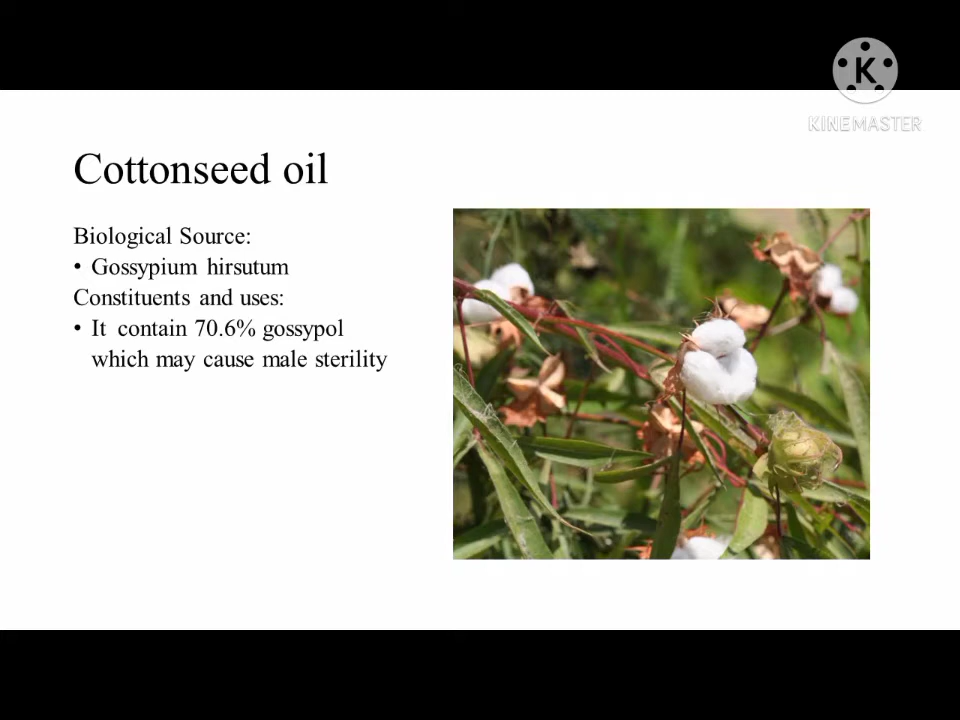 KINEMASTER
Cottonseed oil
Biological Source:
• Gossypium hirsutum
Constituents and uses:
• It contain 70.6% gossypol
which may cause male sterility